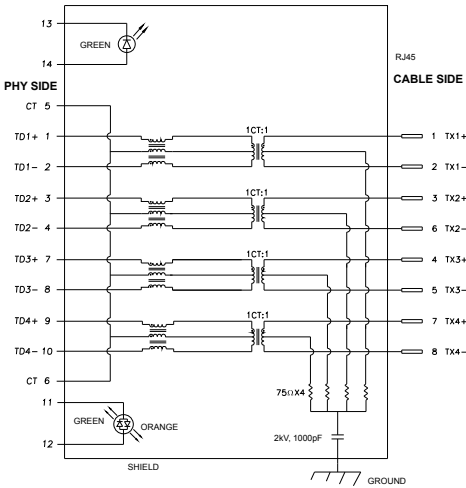 13
GREEN
14
RJ45
PHY SIDE
CABLE SIDE
CT 5
1CT:1
TD1+ 1
1 TX1+
TD1- 2
2 TX1-
1CT:1
TD2+ 3
3 TX2+
TD2- 4
6 TX2-
1CT:1
TD3+ 7
4 TX3+
TD3- 8
5 TX3-
1CT:1
TD4+ 9
7 TX4+
TD4- 10
8 TX4-
CT 6
75ΩX4
11
GREEN
ORANGE
12
2kV, 1000pF
SHIELD
GROUND